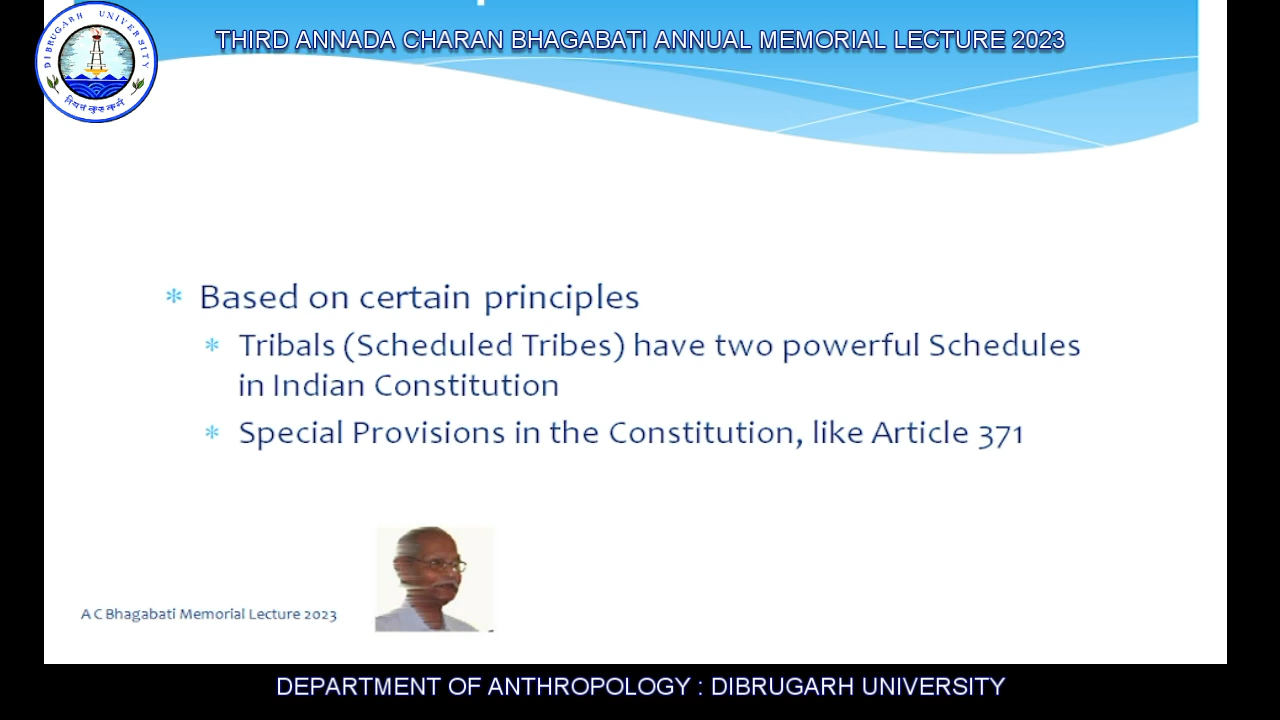 DIBRUGARH UNIVERSITY
THIRD ANNADA CHARAN BHAGABATI ANNUAL MEMORIAL LECTURE 2023
* Based on certain principles
* Tribals (Scheduled Tribes) have two powerful Schedules
in Indian Constitution
* Special Provisions in the Constitution, like Article 371
A C Bhagabati Memorial Lecture 2023
DEPARTMENT OF ANTHROPOLOGY : DIBRUGARH UNIVERSITY